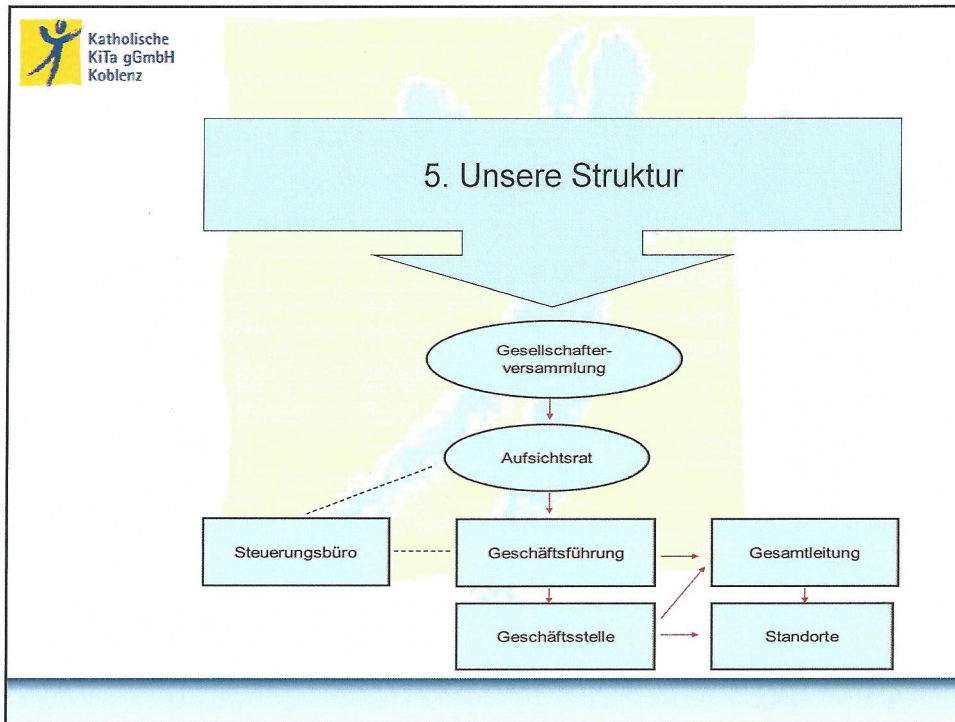 Katholische
KiTa gGmbH
Koblenz
5. Unsere Struktur
Gesellschafter-
versammlung
Aufsichtsrat
Steuerungsbüro
Geschäftsführung
Gesamtleitung
Geschäftsstelle
Standorte